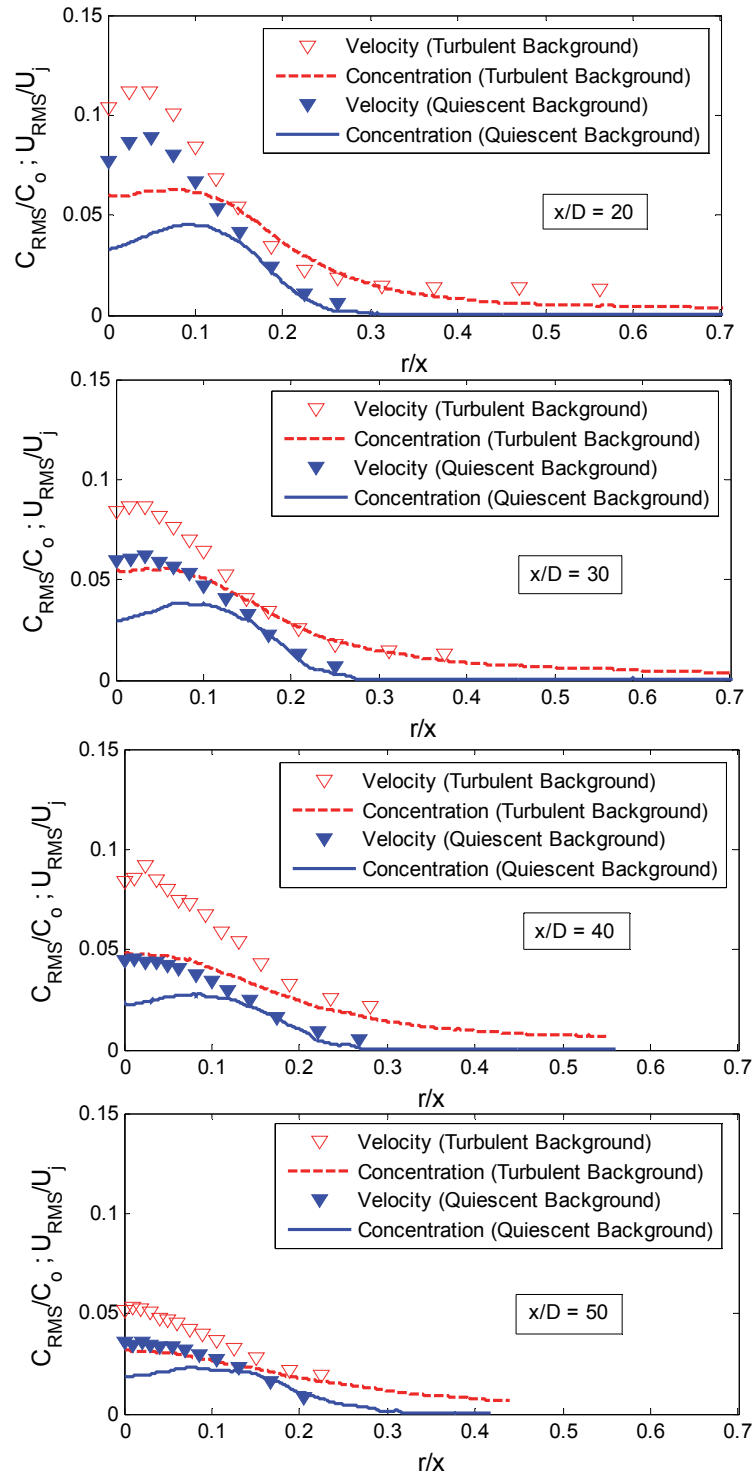 0.15
0.1
0.05
0
C_RMS/C_o ; U_RMS/U_j
Velocity (Turbulent Background)
Concentration (Turbulent Background)
Velocity (Quiescent Background)
Concentration (Quiescent Background)
x/D = 20
0 0.1 0.2 0.3 0.4 0.5 0.6 0.7
r/x
0.15
0.1
0.05
0
C_RMS/C_o ; U_RMS/U_j
Velocity (Turbulent Background)
Concentration (Turbulent Background)
Velocity (Quiescent Background)
Concentration (Quiescent Background)
x/D = 30
0 0.1 0.2 0.3 0.4 0.5 0.6 0.7
r/x
0.15
0.1
0.05
0
C_RMS/C_o ; U_RMS/U_j
Velocity (Turbulent Background)
Concentration (Turbulent Background)
Velocity (Quiescent Background)
Concentration (Quiescent Background)
x/D = 40
0 0.1 0.2 0.3 0.4 0.5 0.6 0.7
r/x
0.15
0.1
0.05
0
C_RMS/C_o ; U_RMS/U_j
Velocity (Turbulent Background)
Concentration (Turbulent Background)
Velocity (Quiescent Background)
Concentration (Quiescent Background)
x/D = 50
0 0.1 0.2 0.3 0.4 0.5 0.6 0.7
r/x